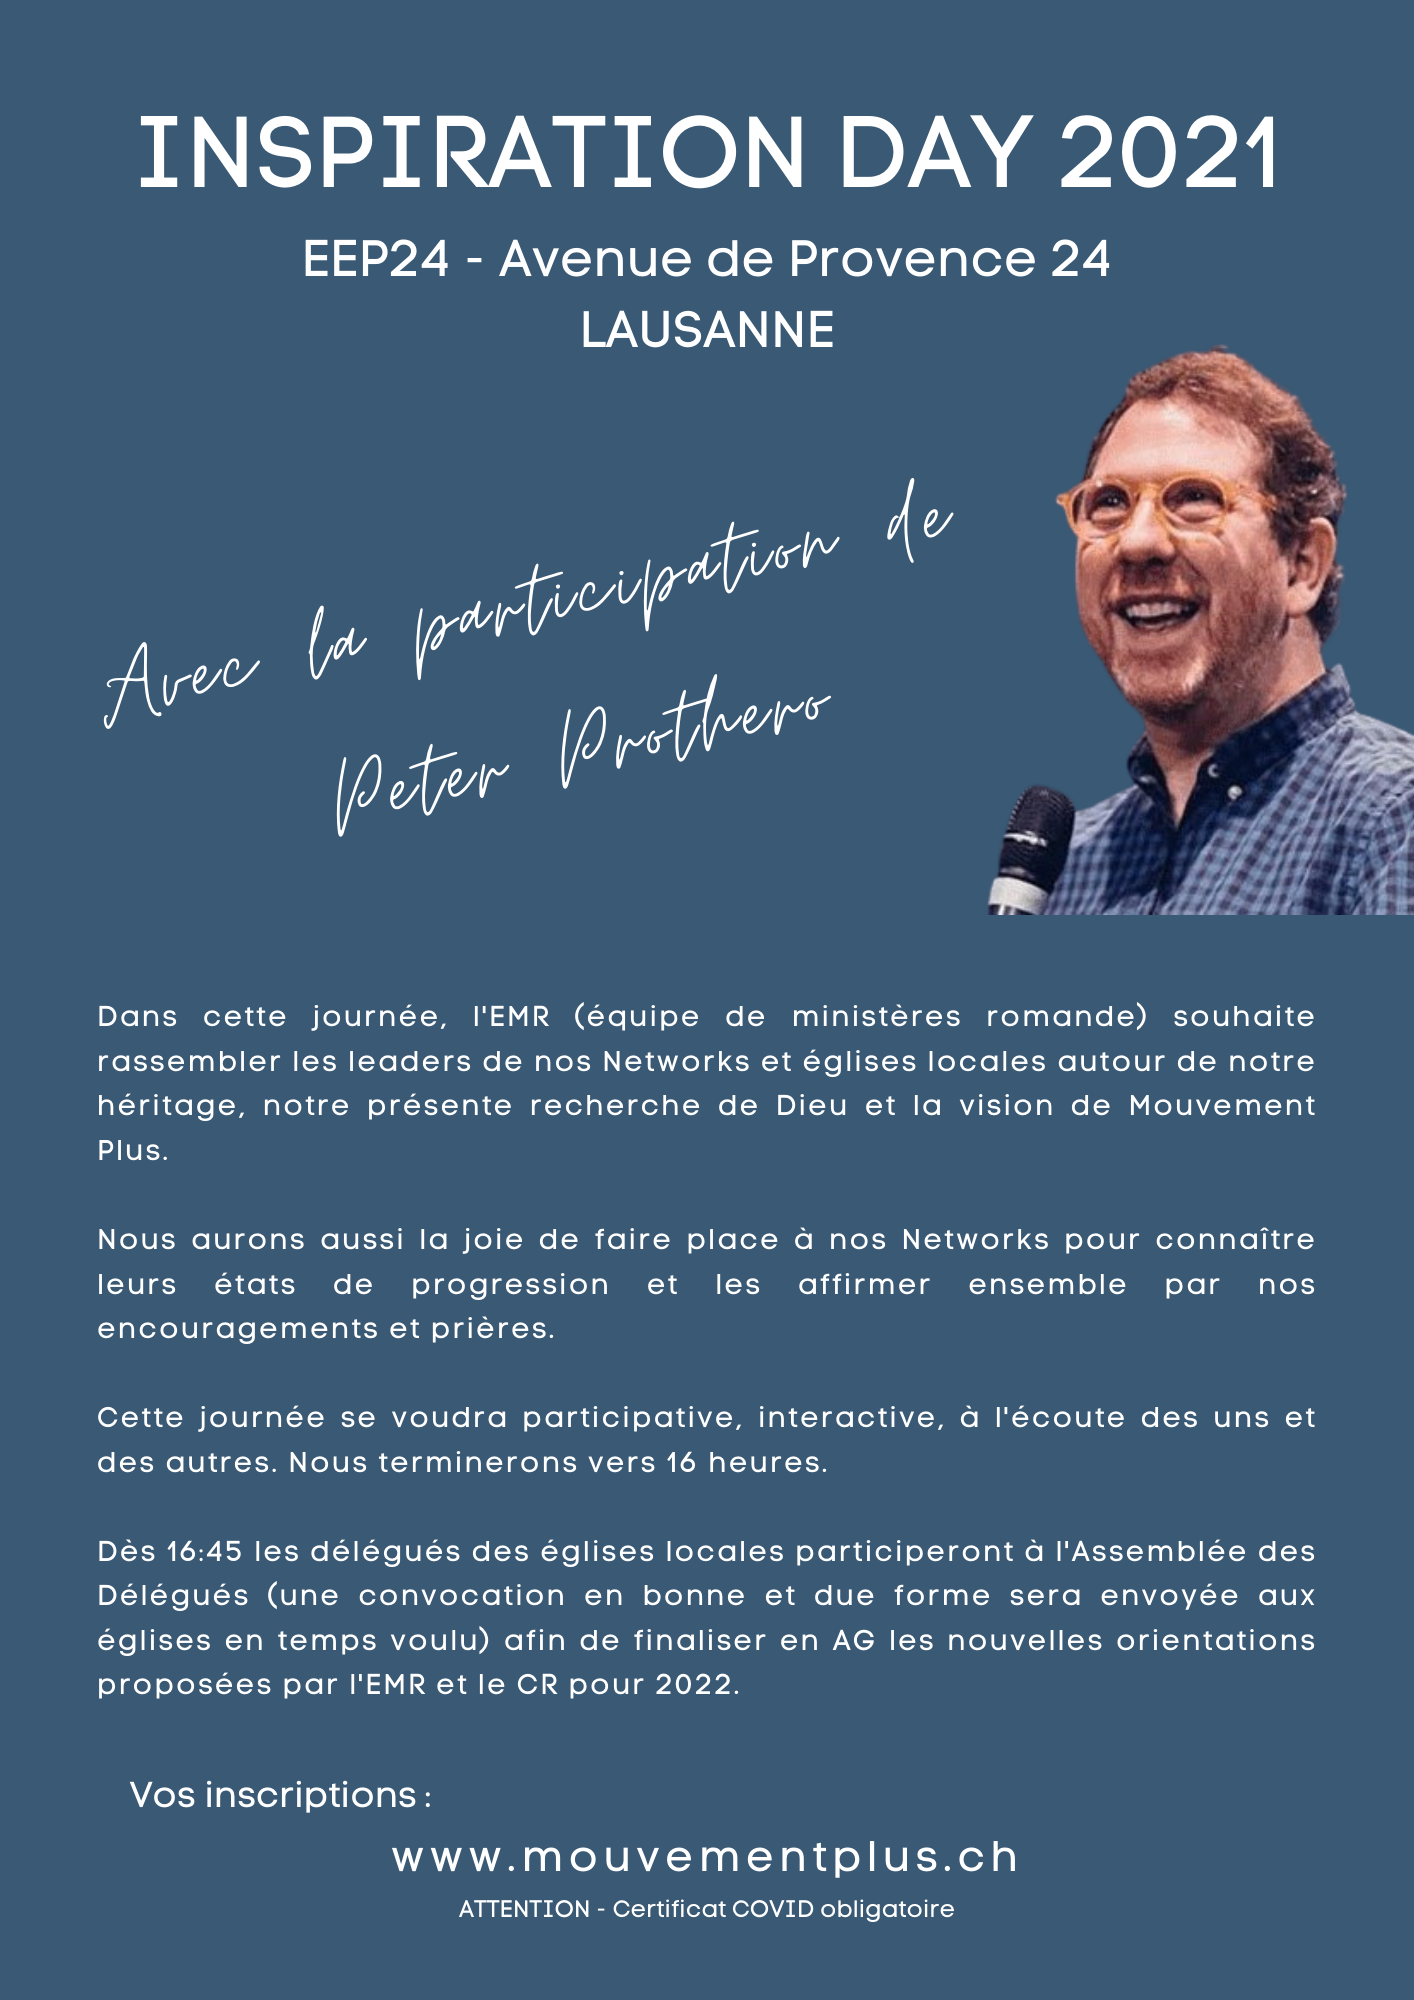 INSPIRATION DAY 2021
EEP24 - Avenue de Provence 24
LAUSANNE
Avec la participation de
Peter Prothero
Dans cette journée, l'EMR (équipe de ministères romande) souhaite
rassembler les leaders de nos Networks et églises locales autour de notre
héritage, notre présente recherche de Dieu et la vision de Mouvement
Plus.
Nous aurons aussi la joie de faire place à nos Networks pour connaître
leurs états de progression et les affirmer ensemble par nos
encouragements et prières.
Cette journée se voudra participative, interactive, à l'écoute des uns et
des autres. Nous terminerons vers 16 heures.
Dès 16:45 les délégués des églises locales participeront à l'Assemblée des
Délégués (une convocation en bonne et due forme sera envoyée aux
églises en temps voulu) afin de finaliser en AG les nouvelles orientations
proposées par l'EMR et le CR pour 2022.
Vos inscriptions :
www.mouvementplus.ch
ATTENTION - Certificat COVID obligatoire